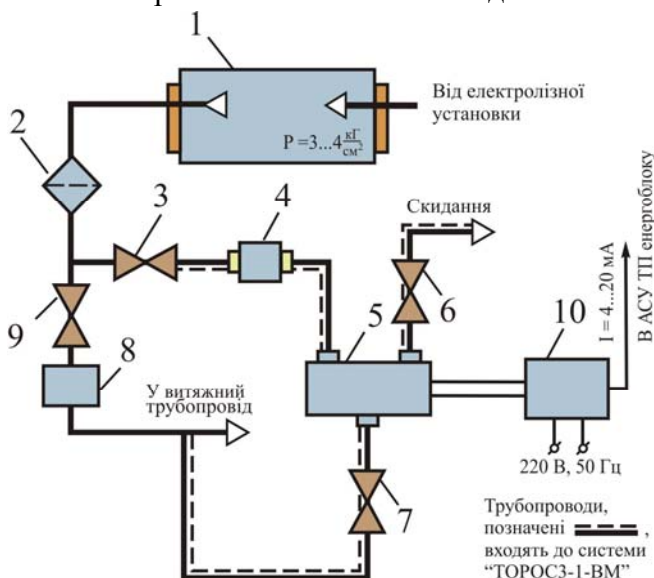 1
Від електролізної
установки
P =3...4 кГ/см²
2
3
4
Скидання
I = 4...20 мА
В АСУ ТП енергоблоку
6
5
10
9
8
У витяжний
трубопровід
220 В, 50 Гц
7
Трубопроводи,
позначені ,
входять до системи
“ТОРОС3-1-ВМ”